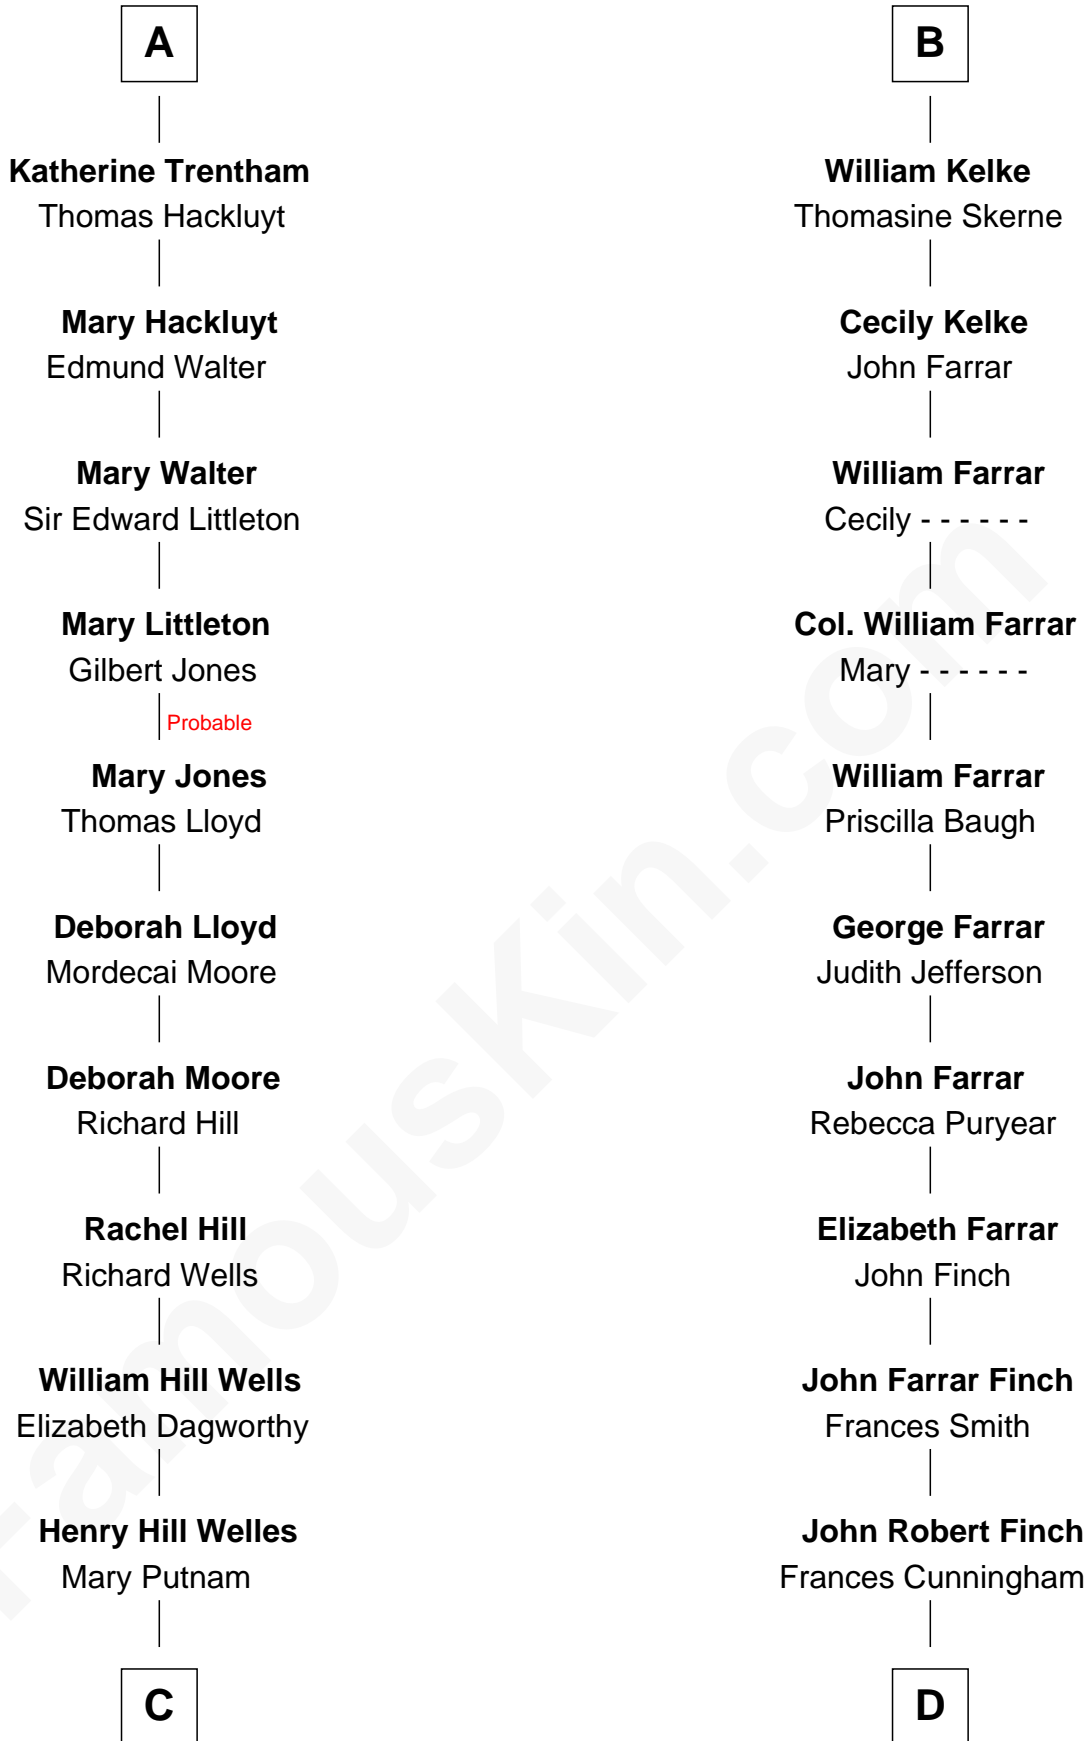 A
Katherine Trentham
Thomas Hackluyt
Mary Hackluyt
Edmund Walter
Mary Walter
Sir Edward Littleton
Mary Littleton
Gilbert Jones
Probable
Mary Jones
Thomas Lloyd
Deborah Lloyd
Mordecai Moore
Deborah Moore
Richard Hill
Rachel Hill
Richard Wells
William Hill Wells
Elizabeth Dagworthy
Henry Hill Welles
Mary Putnam
C
B
William Kelke
Thomasine Skerne
Cecily Kelke
John Farrar
William Farrar
Cecily - - - - - -
Col. William Farrar
Mary - - - - - -
William Farrar
Priscilla Baugh
George Farrar
Judith Jefferson
John Farrar
Rebecca Puryear
Elizabeth Farrar
John Finch
John Farrar Finch
Frances Smith
John Robert Finch
Frances Cunningham
D
FamousKin.com